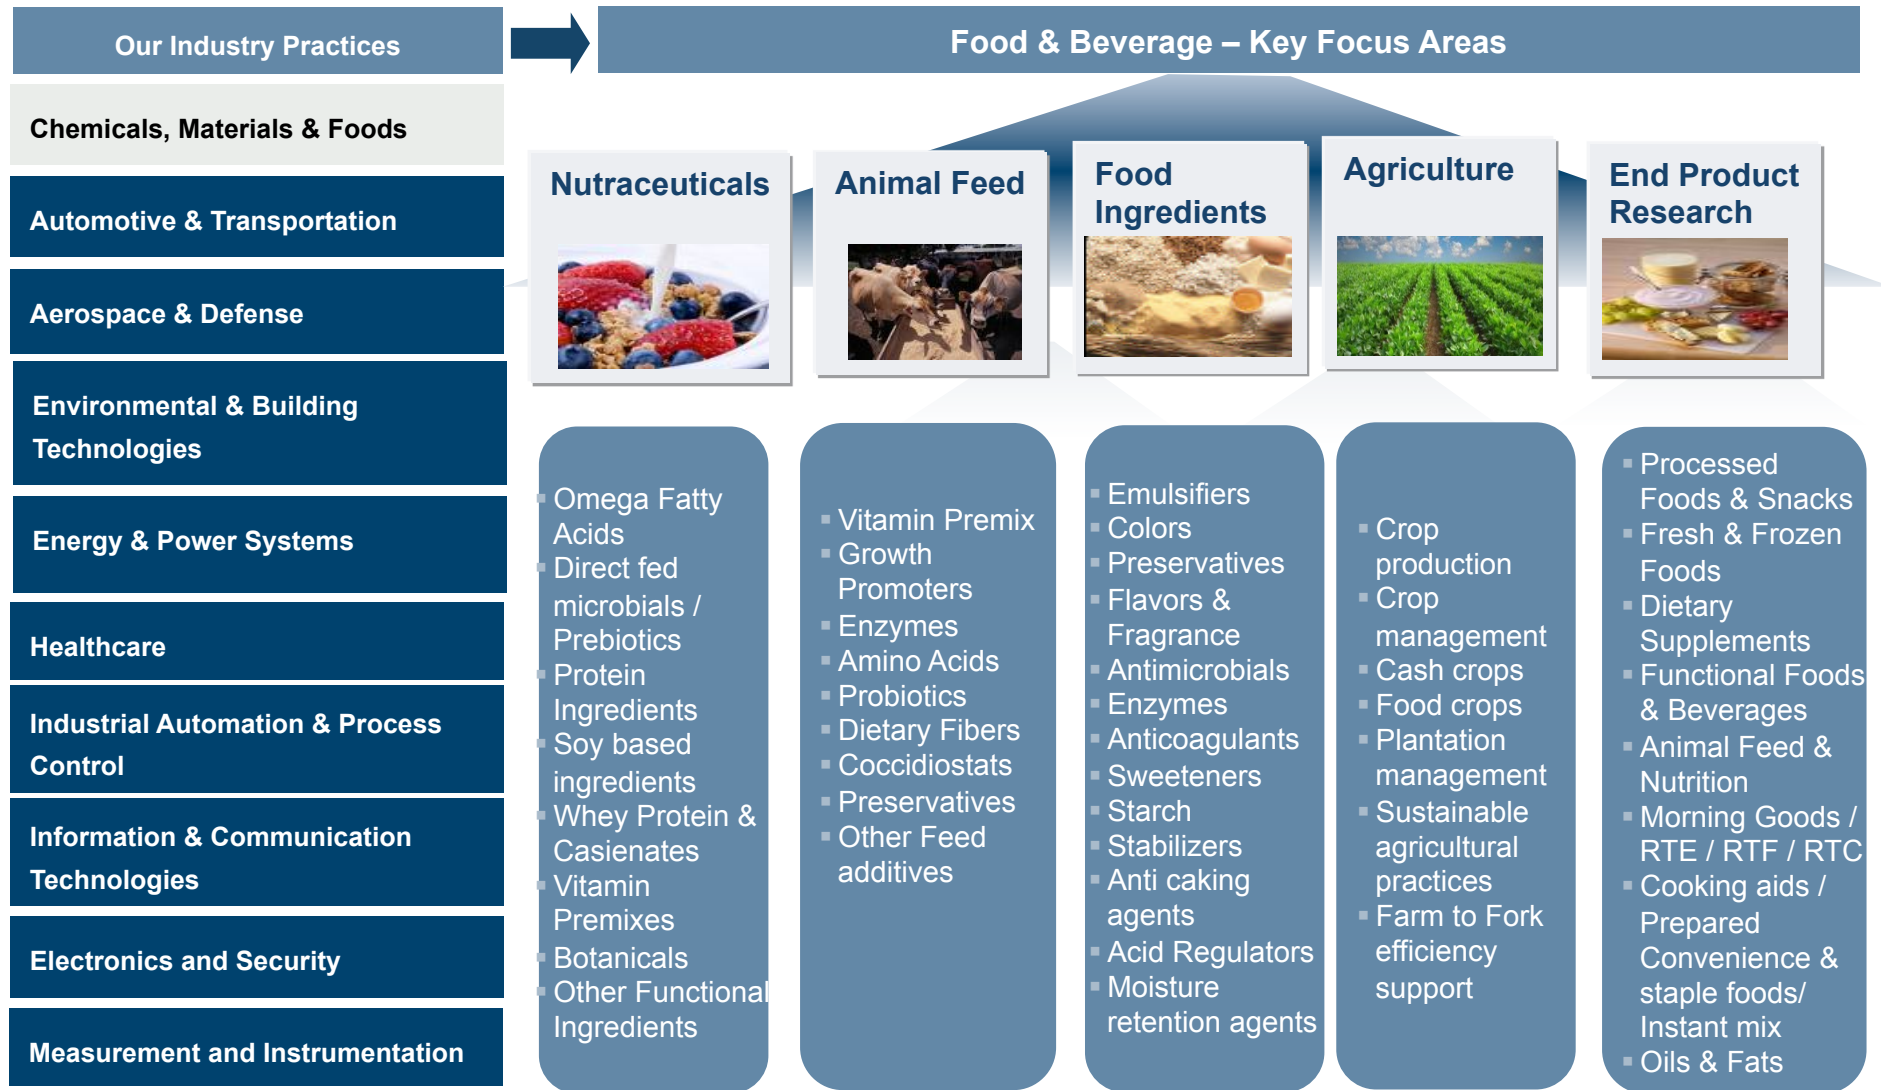 Our Industry Practices
Food & Beverage – Key Focus Areas
Chemicals, Materials & Foods
Automotive & Transportation
Aerospace & Defense
Environmental & Building
Technologies
Energy & Power Systems
Healthcare
Industrial Automation & Process
Control
Information & Communication
Technologies
Electronics and Security
Measurement and Instrumentation
Nutraceuticals
Omega Fatty
Acids
Direct fed
microbials /
Prebiotics
Protein
Ingredients
Soy based
ingredients
Whey Protein &
Casienates
Vitamin
Premixes
Botanicals
Other Functional
Ingredients
Animal Feed
Vitamin Premix
Growth
Promoters
Enzymes
Amino Acids
Probiotics
Dietary Fibers
Coccidiostats
Preservatives
Other Feed
additives
Food
Ingredients
Emulsifiers
Colors
Preservatives
Flavors &
Fragrance
Antimicrobials
Enzymes
Anticoagulants
Sweeteners
Starch
Stabilizers
Anti caking
agents
Acid Regulators
Moisture
retention agents
Agriculture
Crop
production
Crop
management
Cash crops
Food crops
Plantation
management
Sustainable
agricultural
practices
Farm to Fork
efficiency
support
End Product
Research
Processed
Foods & Snacks
Fresh & Frozen
Foods
Dietary
Supplements
Functional Foods
& Beverages
Animal Feed &
Nutrition
Morning Goods /
RTE / RTF / RTC
Cooking aids /
Prepared
Convenience &
staple foods/
Instant mix
Oils & Fats